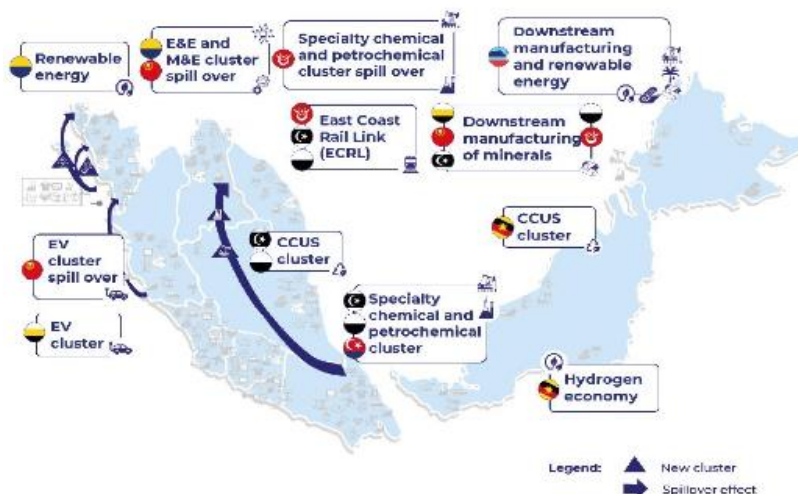 Renewable
energy
E&E and
M&E cluster
spill over
Specialty chemical
and petrochemical
cluster spill over
Downstream
manufacturing
and renewable
energy
East Coast
Rail Link
(ECRL)
Downstream
manufacturing
of minerals
EV
cluster
spill over
CCUS
cluster
CCUS
cluster
EV
cluster
Specialty
chemical and
petrochemical
cluster
Hydrogen
economy
Legend:
New cluster
Spillover effect